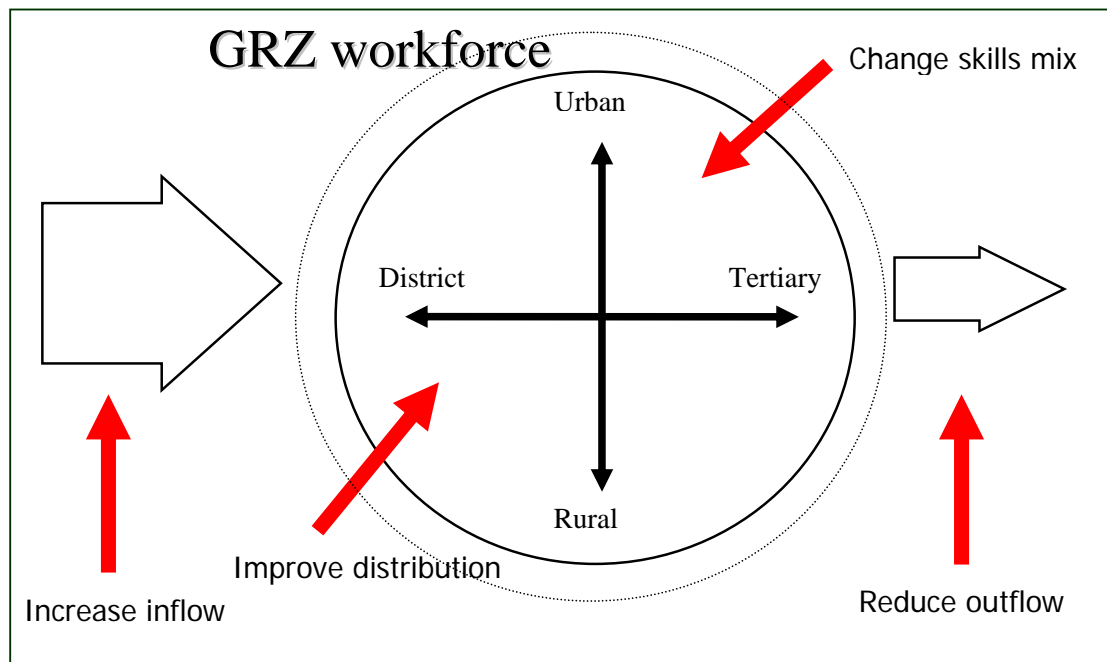 GRZ workforce
Change skills mix
Urban
District
Tertiary
Rural
Improve distribution
Increase inflow
Reduce outflow